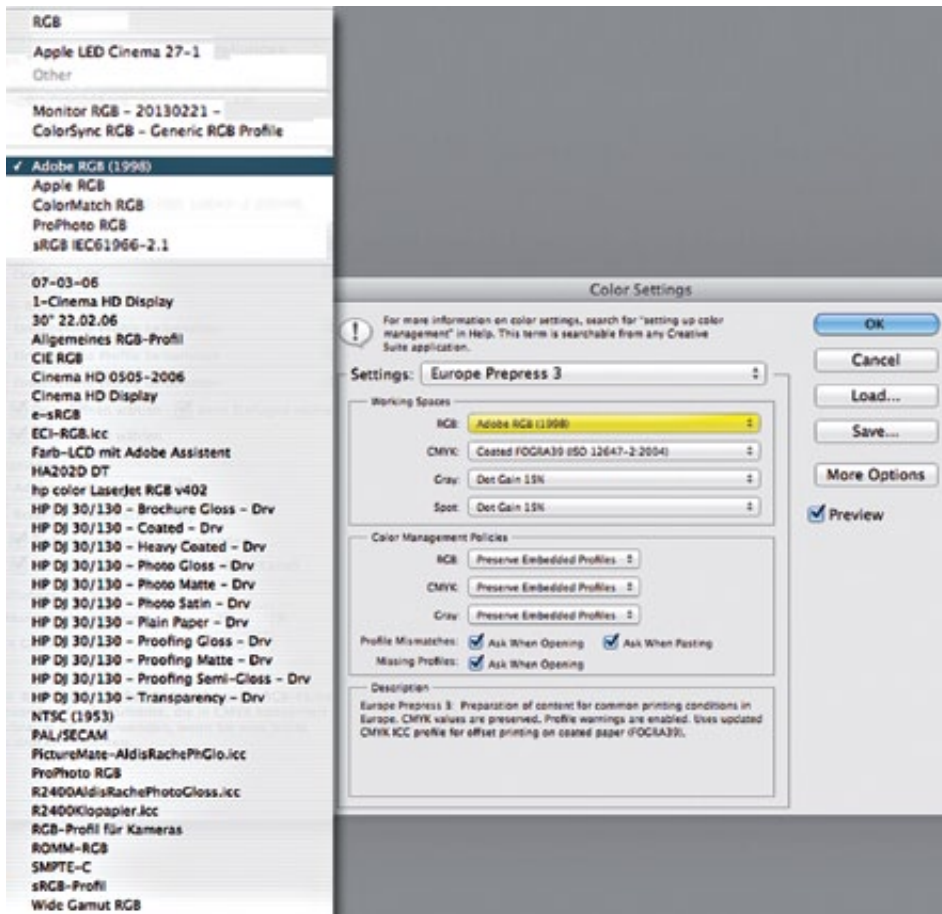 RGB
Apple LED Cinema 27-1
Other
Monitor RGB - 20130221 -
ColorSync RGB - Generic RGB Profile
✓ Adobe RGB (1998)
Apple RGB
ColorMatch RGB
ProPhoto RGB
sRGB IEC61966-2.1
07-03-06
1-Cinema HD Display
30" 22.02.06
Allgemeines RGB-Profil
CIE RGB
Cinema HD 0505-2006
Cinema HD Display
e-sRGB
ECI-RGB.icc
Farb-LCD mit Adobe Assistent
HA202D DT
hp color LaserJet RGB v402
HP DJ 30/130 - Brochure Gloss - Drv
HP DJ 30/130 - Coated - Drv
HP DJ 30/130 - Heavy Coated - Drv
HP DJ 30/130 - Photo Gloss - Drv
HP DJ 30/130 - Photo Matte - Drv
HP DJ 30/130 - Photo Satin - Drv
HP DJ 30/130 - Plain Paper - Drv
HP DJ 30/130 - Proofing Gloss - Drv
HP DJ 30/130 - Proofing Matte - Drv
HP DJ 30/130 - Proofing Semi-Gloss - Drv
HP DJ 30/130 - Transparency - Drv
NTSC (1953)
PAL/SECAM
PictureMate-AldisRachePhGlo.icc
ProPhoto RGB
R2400AldisRachePhotoGloss.icc
R2400Klopapier.icc
RGB-Profil für Kameras
ROMM-RGB
SMPTE-C
sRGB-Profil
Wide Gamut RGB
Color Settings
For more information on color settings, search for "setting up color
management" in Help. This term is searchable from any Creative
Suite application.
Settings: Europe Prepress 3
Working Spaces
RGB: Adobe RGB (1998)
CMYK: Coated FOGRA39 (ISO 12647-2:2004)
Gray: Dot Gain 15%
Spot: Dot Gain 15%
Color Management Policies
RGB: Preserve Embedded Profiles
CMYK: Preserve Embedded Profiles
Gray: Preserve Embedded Profiles
Profile Mismatches: Ask When Opening Ask When Pasting
Missing Profiles: Ask When Opening
Description
Europe Prepress 3: Preparation of content for common printing conditions in
Europe. CMYK values are preserved. Profile warnings are enabled. Uses updated
CMYK ICC profile for offset printing on coated paper (FOGRA39).
OK
Cancel
Load...
Save...
More Options
Preview